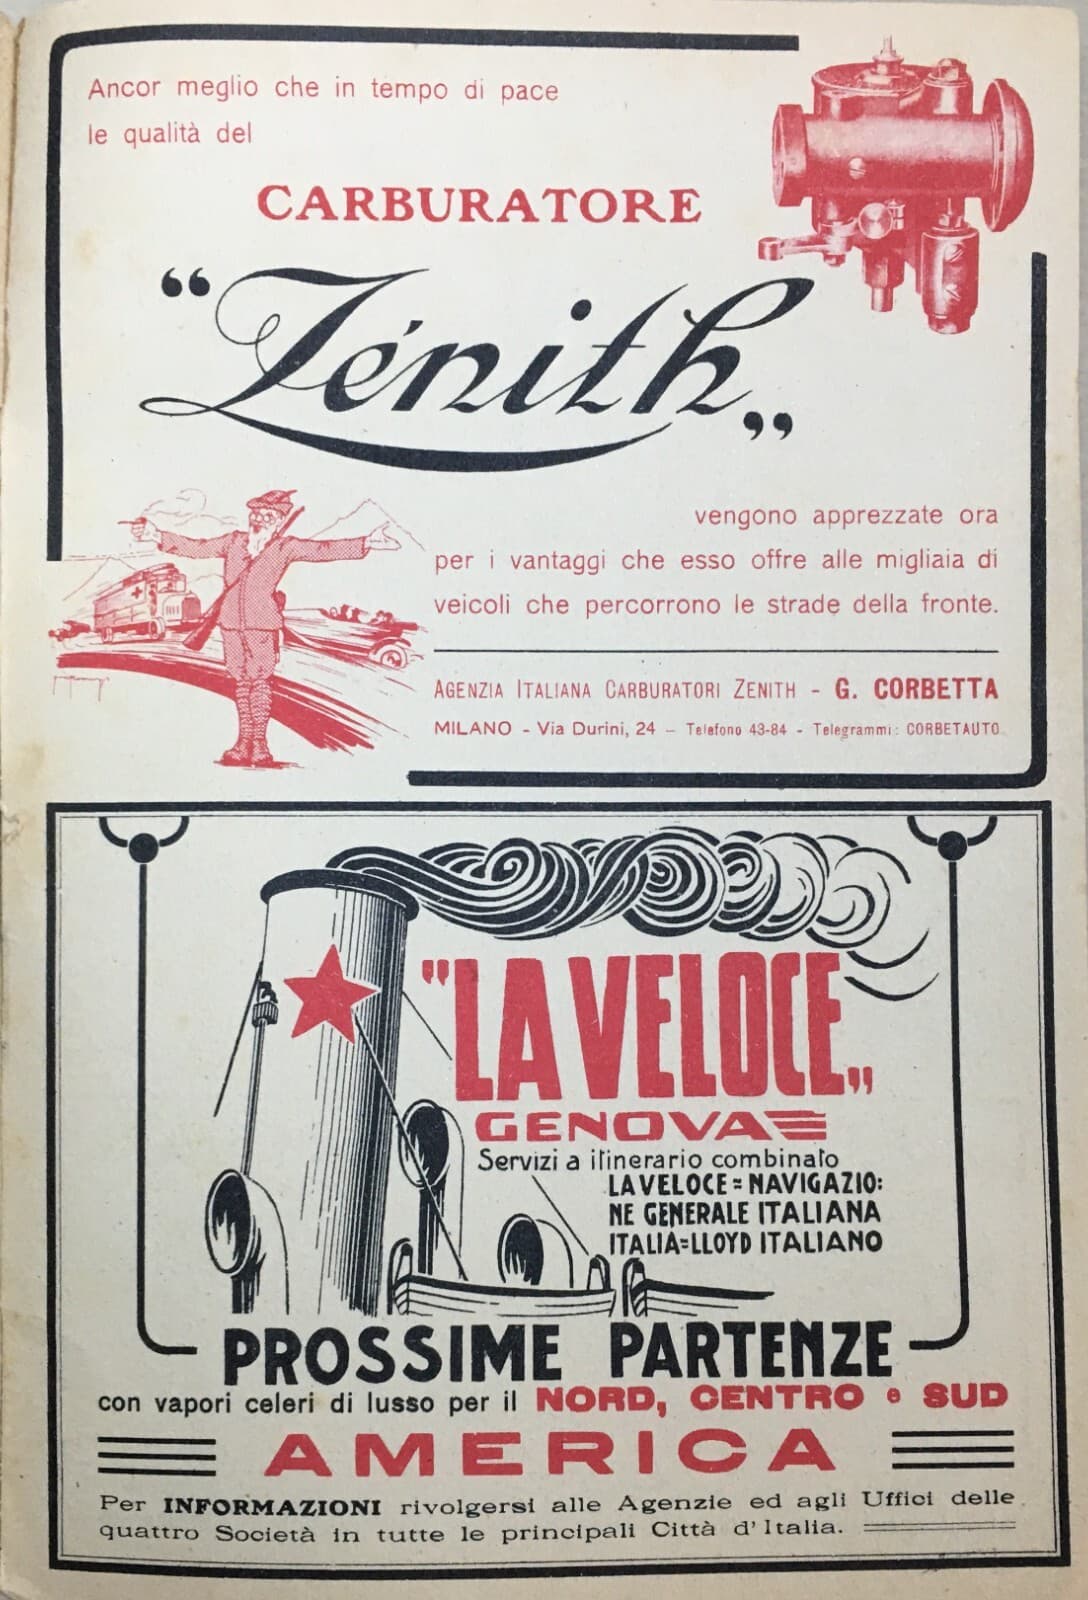 Ancor meglio che in tempo di pace
le qualità del
CARBURATORE
“Zénith„
vengono apprezzate ora
per i vantaggi che esso offre alle migliaia di
veicoli che percorrono le strade della fronte.
AGENZIA ITALIANA CARBURATORI ZENITH - G. CORBETTA
MILANO - Via Durini, 24 - Telefono 43-84 - Telegrammi: CORBETAUTO
"LA VELOCE„
GENOVA
Servizi a itinerario combinato
LA VELOCE = NAVIGAZIO:
NE GENERALE ITALIANA
ITALIA=LLOYD ITALIANO
PROSSIME PARTENZE
con vapori celeri di lusso per il NORD, CENTRO e SUD
AMERICA
Per INFORMAZIONI rivolgersi alle Agenzie ed agli Uffici delle
quattro Società in tutte le principali Città d'Italia.